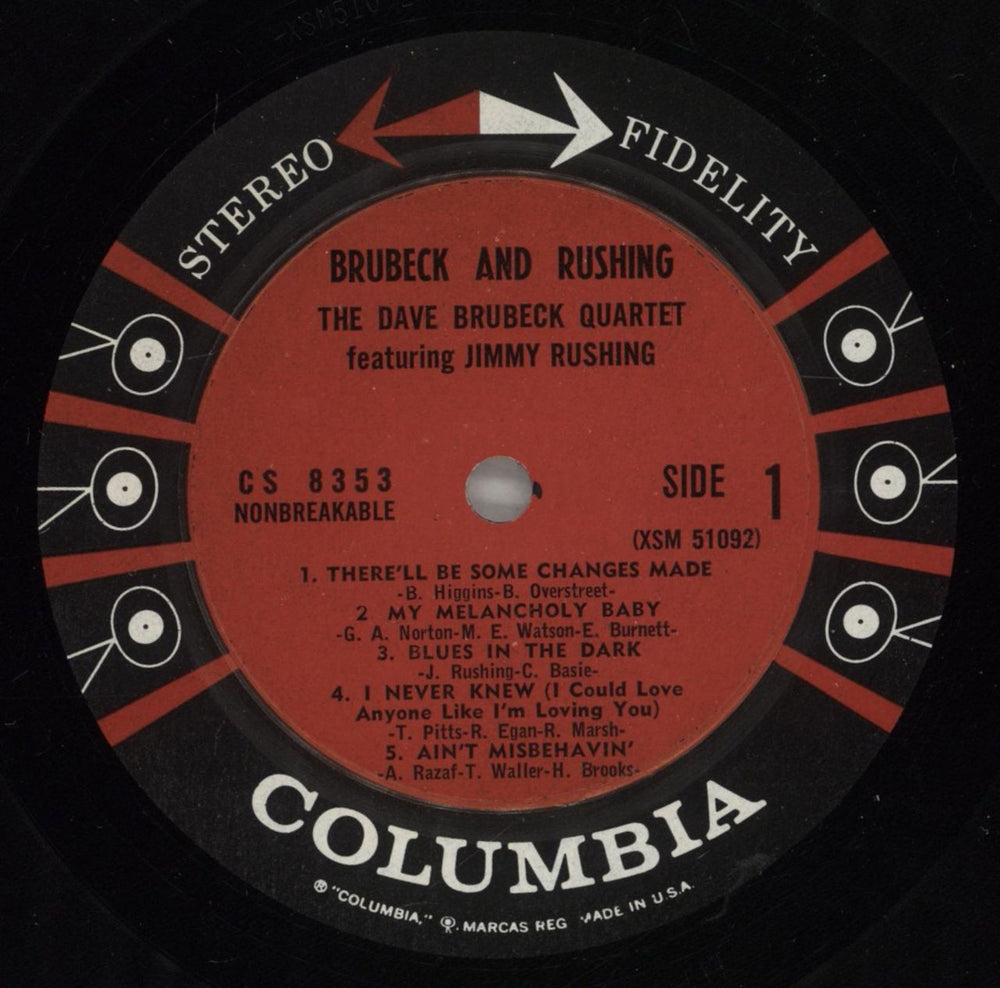 STEREO FIDELITY
BRUBECK AND RUSHING
THE DAVE BRUBECK QUARTET
featuring JIMMY RUSHING
CS 8353
NONBREAKABLE
SIDE 1
(XSM 51092)
1. THERE'LL BE SOME CHANGES MADE
-B. Higgins-B. Overstreet-
2 MY MELANCHOLY BABY
-G. A. Norton-M. E. Watson-E. Burnett-
3. BLUES IN THE DARK
-J. Rushing-C. Basie-
4. I NEVER KNEW (I Could Love
Anyone Like I'm Loving You)
-T. Pitts-R. Egan-R. Marsh-
5. AIN'T MISBEHAVIN'
-A. Razaf-T. Waller-H. Brooks-
COLUMBIA
® "COLUMBIA," MARCAS REG MADE IN U.S.A.